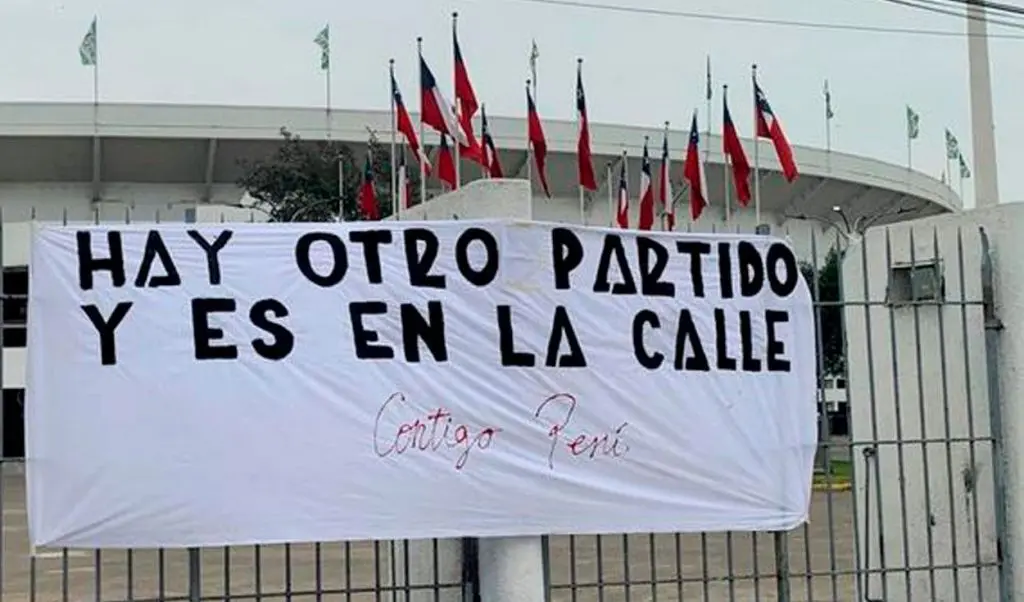 HAY OTRO PARTIDO
Y ES EN LA CALLE
Contigo Perú.